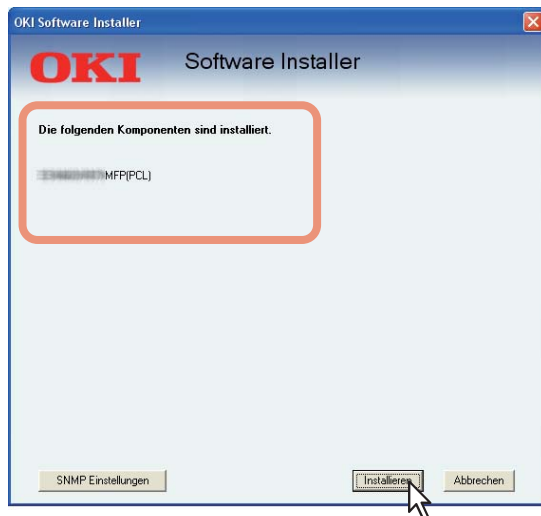 OKI Software Installer
OKI
Software Installer
Die folgenden Komponenten sind installiert.
MFP(PCL)
SNMP Einstellungen
Installieren
Abbrechen